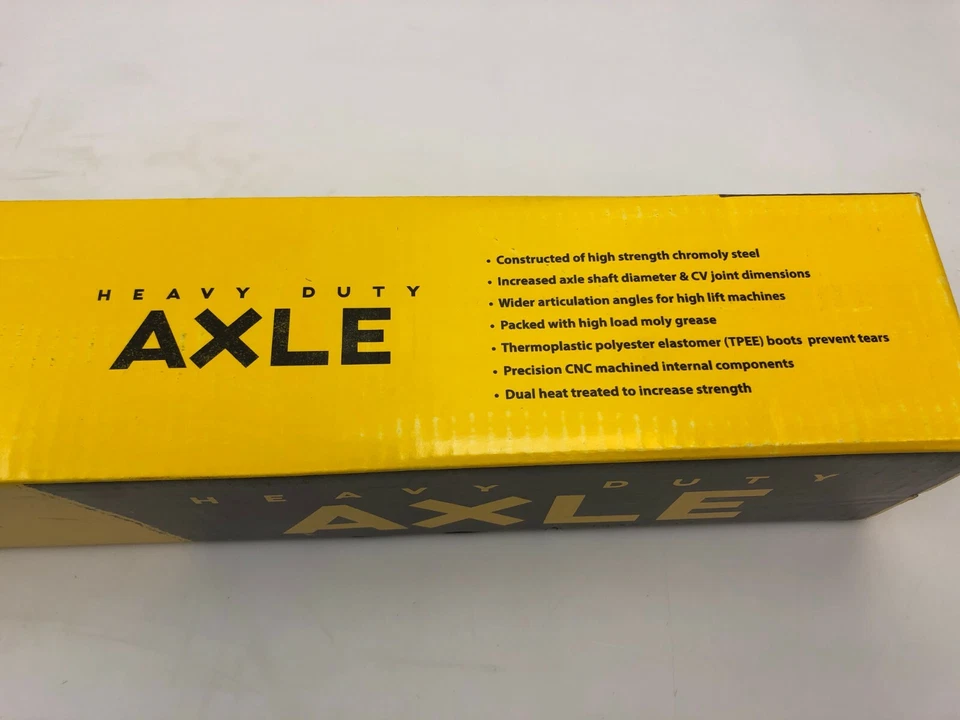 HEAVY DUTY
AXLE
• Constructed of high strength chromoly steel
• Increased axle shaft diameter & CV joint dimensions
• Wider articulation angles for high lift machines
• Packed with high load moly grease
• Thermoplastic polyester elastomer (TPEE) boots prevent tears
• Precision CNC machined internal components
• Dual heat treated to increase strength
HEAVY DUTY
AXLE